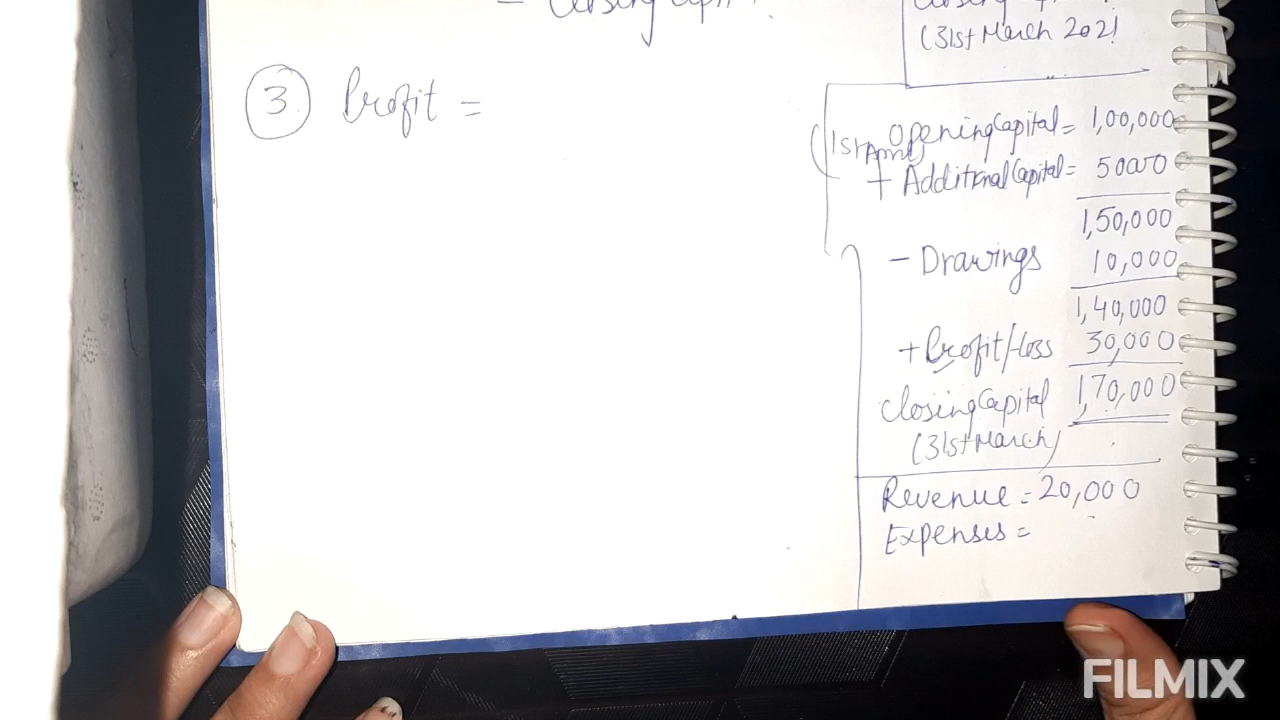 = Closing Capital.
(31st March 2021
3 Profit =
Opening Capital = 1,00,000
(1st April)
+ Additional Capital = 50000
1,50,000
- Drawings 10,000
1,40,000
+ Profit/-Loss 30,000
Closing Capital 1,70,000
(31st March)
Revenue = 20,000
Expenses =
FILMIX